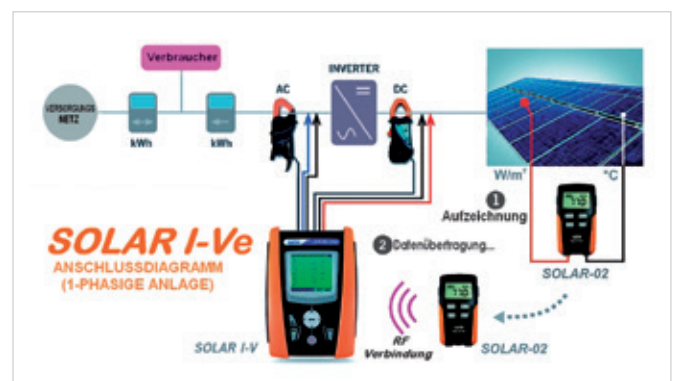 Verbraucher
INVERTER
AC
DC
VERSORGUNGS
NETZ
kWh
kWh
W/m²
°C
1
Aufzeichnung
SOLAR I-Ve
ANSCHLUSSDIAGRAMM
(1-PHASIGE ANLAGE)
2 Datenübertragung...
SOLAR-02
SOLAR I-V
RF
Verbindung
SOLAR-02